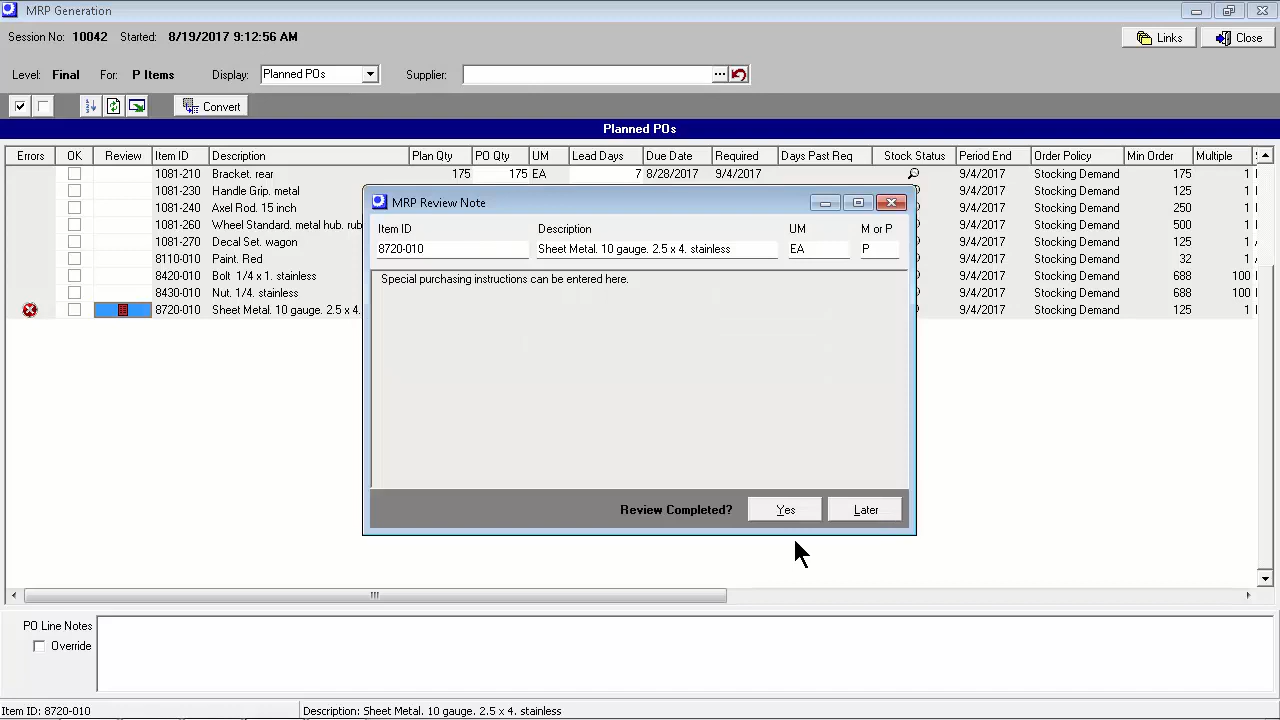 MRP Generation
Session No: 10042 Started: 8/19/2017 9:12:56 AM Links Close
Level: Final For: P Items Display: Planned POs Supplier: ...
Convert
Planned POs
Errors OK Review Item ID Description Plan Qty PO Qty UM Lead Days Due Date Required Days Past Req Stock Status Period End Order Policy Min Order Multiple
1081-210 Bracket. rear 175 175 EA 7 8/28/2017 9/4/2017 9/4/2017 Stocking Demand 175 1
1081-230 Handle Grip. metal 9/4/2017 Stocking Demand 125 1
1081-240 Axel Rod. 15 inch 9/4/2017 Stocking Demand 250 1
1081-260 Wheel Standard. metal hub. rub 9/4/2017 Stocking Demand 500 1
1081-270 Decal Set. wagon 9/4/2017 Stocking Demand 125 1
8110-010 Paint. Red 9/4/2017 Stocking Demand 32 1
8420-010 Bolt 1/4 x 1. stainless 9/4/2017 Stocking Demand 688 100
8430-010 Nut. 1/4. stainless 9/4/2017 Stocking Demand 688 100
8720-010 Sheet Metal. 10 gauge. 2.5 x 4. 9/4/2017 Stocking Demand 125 1
MRP Review Note
Item ID Description UM M or P
8720-010 Sheet Metal. 10 gauge. 2.5 x 4. stainless EA P
Special purchasing instructions can be entered here.
Review Completed? Yes Later
PO Line Notes
Override
Item ID: 8720-010 Description: Sheet Metal. 10 gauge. 2.5 x 4. stainless